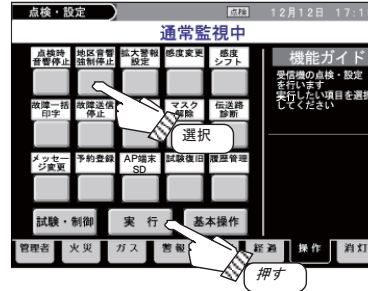 点検・設定
点検
12月12日 17:1
通常監視中
点検時
音響停止
地区音響
強制停止
拡大警報
設定
感度変更
感度
シフト
故障一括
印字
故障送信
停止
マスク
解除
伝送路
診断
選択
メッセー
ジ変更
予約登録
AP端末
SD
試験復旧
履歴管理
試験・制御
実 行
基本操作
機能ガイド
受信機の点検・設定
を行います
実行したい項目を選択
してください
管理者
火災
ガス
警報
経過
操作
消灯
押す